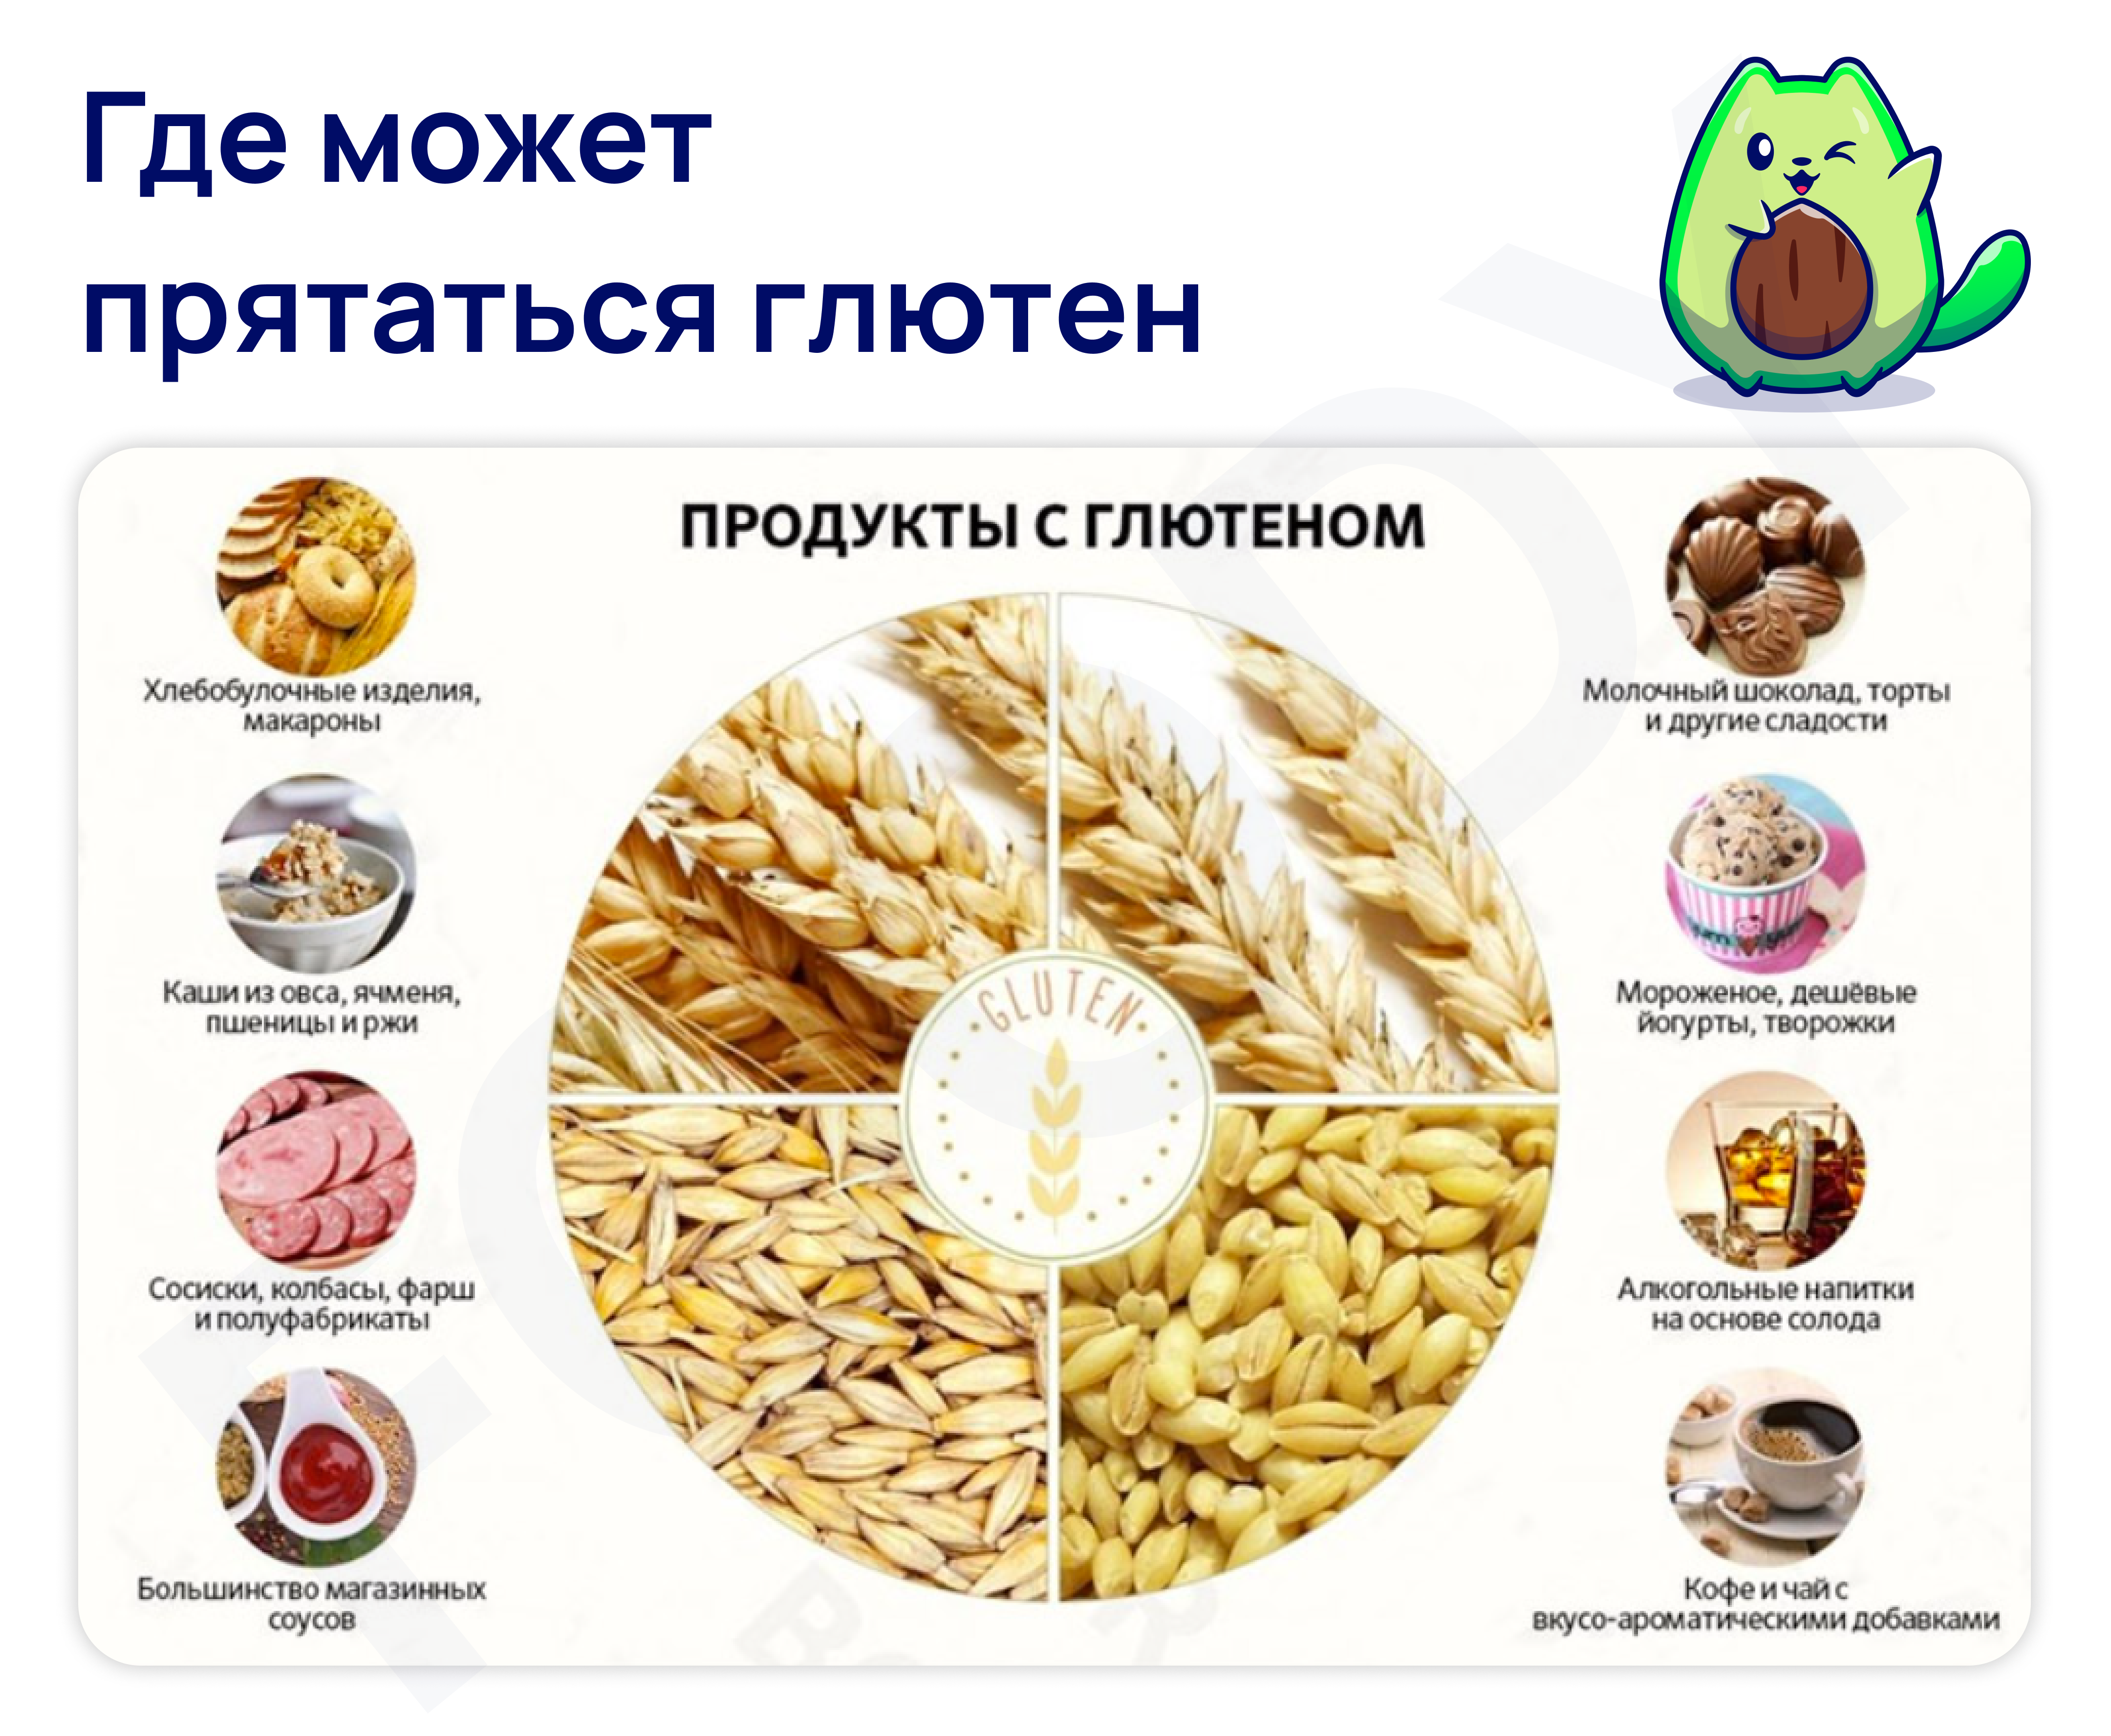 Где может
прятаться глютен
ПРОДУКТЫ С ГЛЮТЕНОМ
Хлебобулочные изделия,
макароны
Каши из овса, ячменя,
пшеницы и ржи
Сосиски, колбасы, фарш
и полуфабрикаты
Большинство магазинных
соусов
GLUTEN
Молочный шоколад, торты
и другие сладости
Мороженое, дешёвые
йогурты, творожки
Алкогольные напитки
на основе солода
Кофе и чай с
вкусо-ароматическими добавками